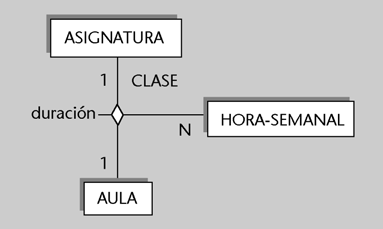 ASIGNATURA
1 CLASE
duración
HORA-SEMANAL
N
1
AULA